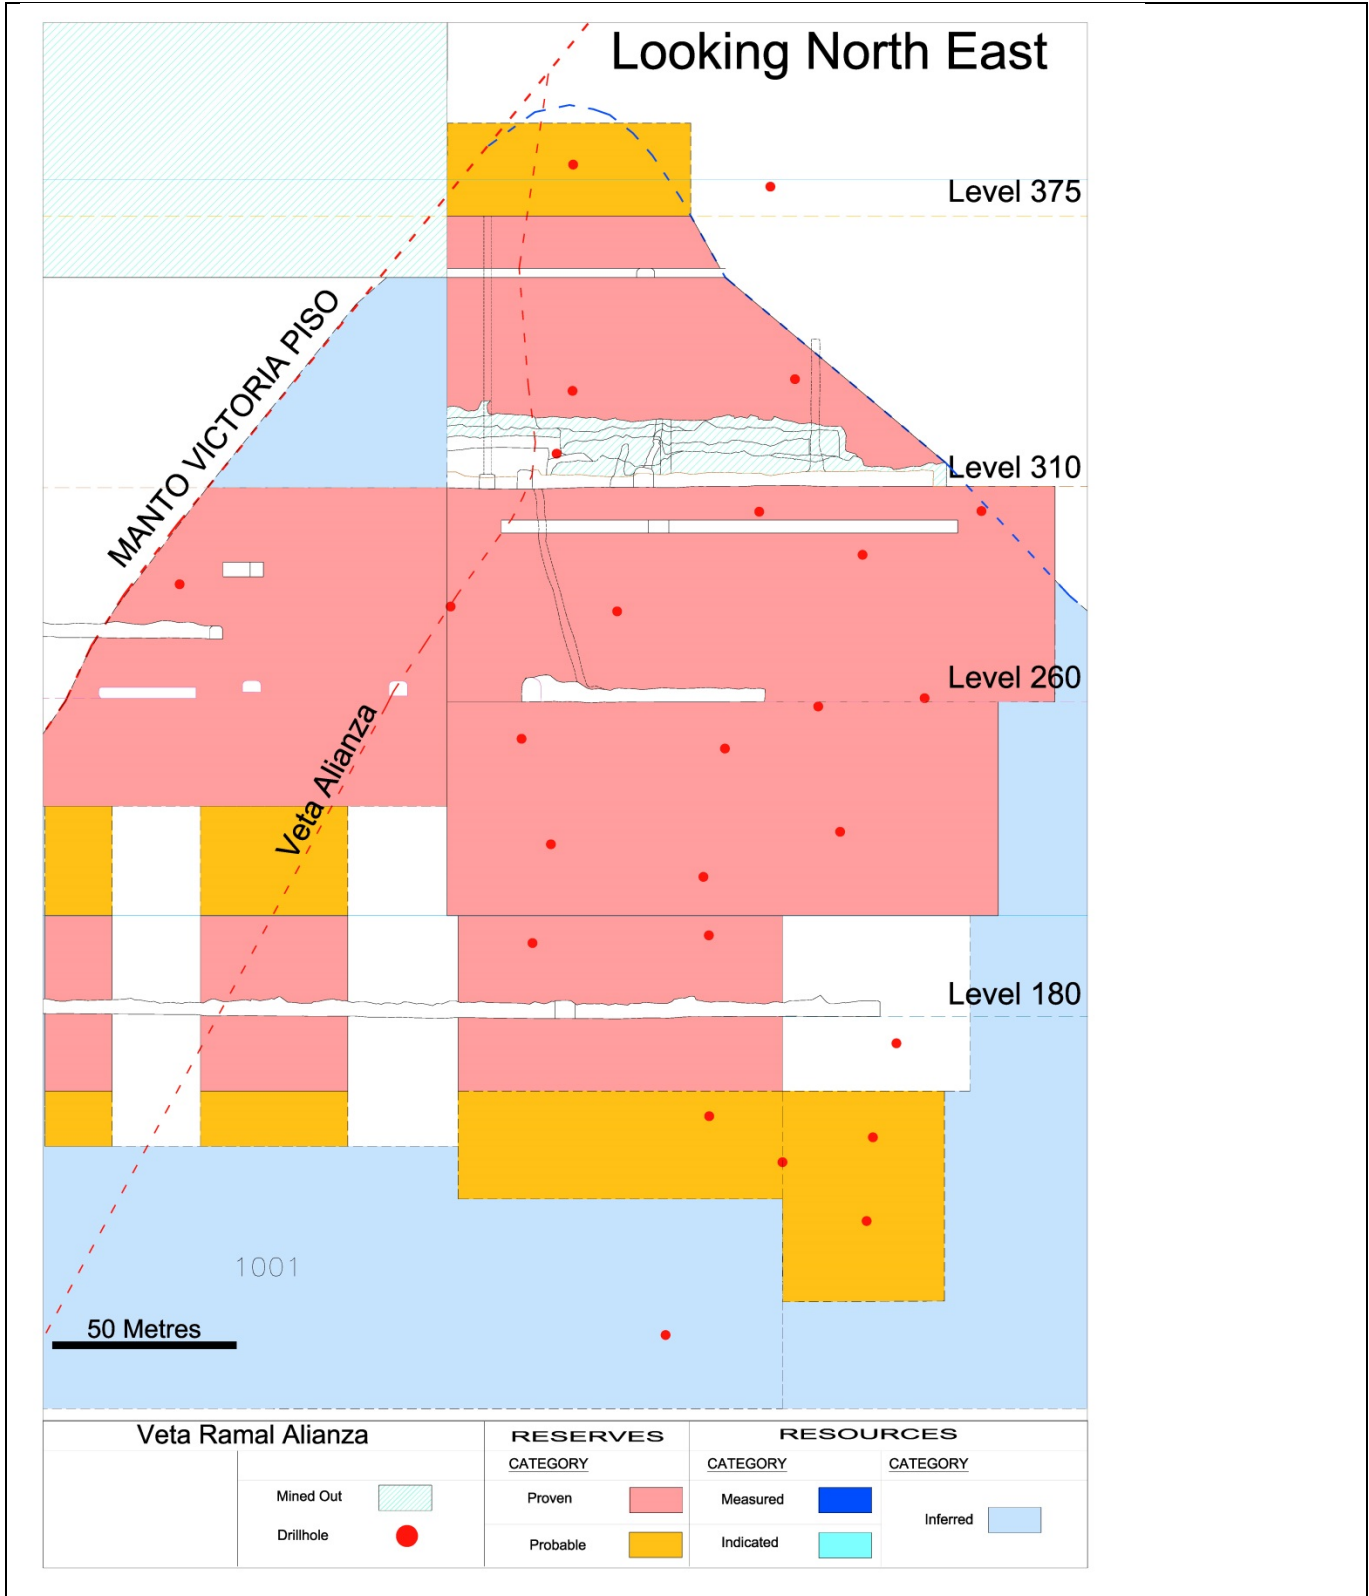 Looking North East
Level 375
MANTO VICTORIA PISO
Level 310
Level 260
Veta Alianza
Level 180
1001
50 Metres
Veta Ramal Alianza
RESERVES
RESOURCES
CATEGORY
CATEGORY
CATEGORY
Mined Out
Proven
Measured
Inferred
Drillhole
Probable
Indicated